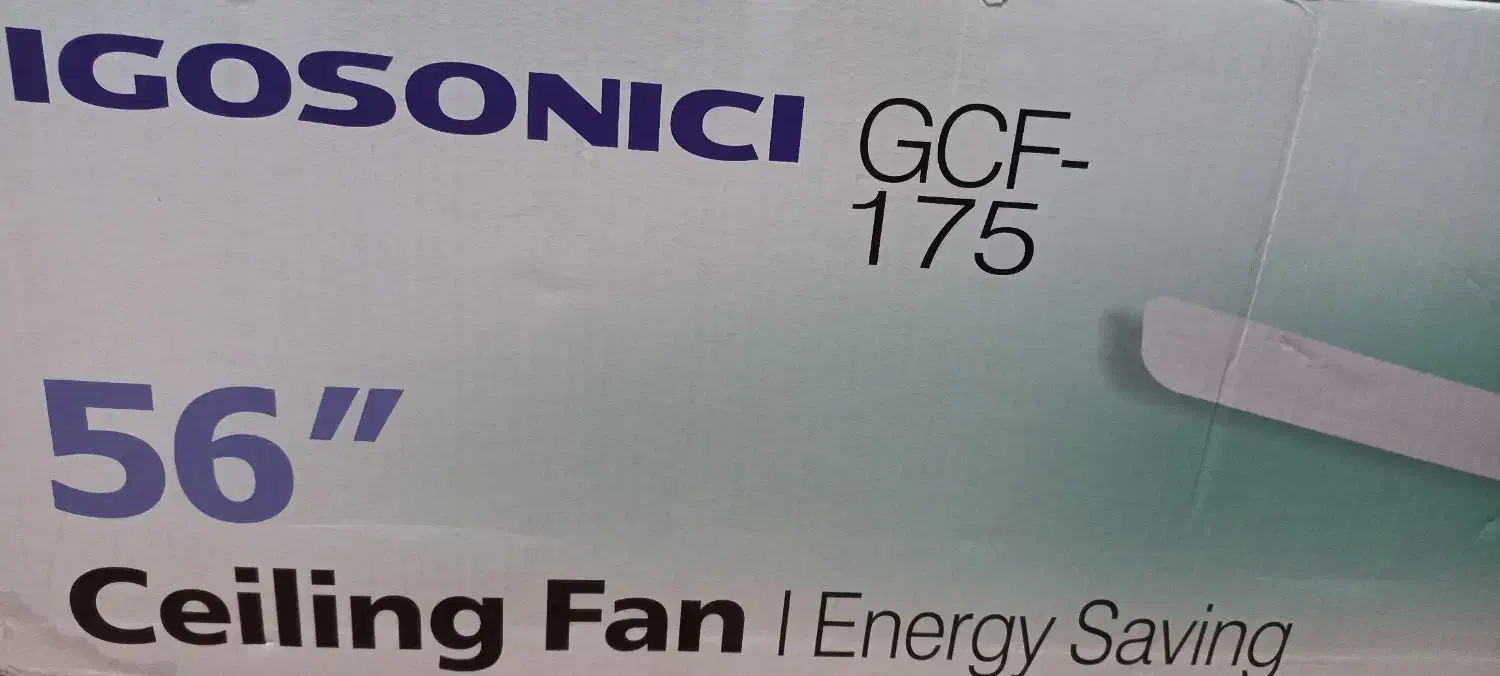 IGOSONICI GCF-
175
56"
Ceiling Fan | Energy Saving